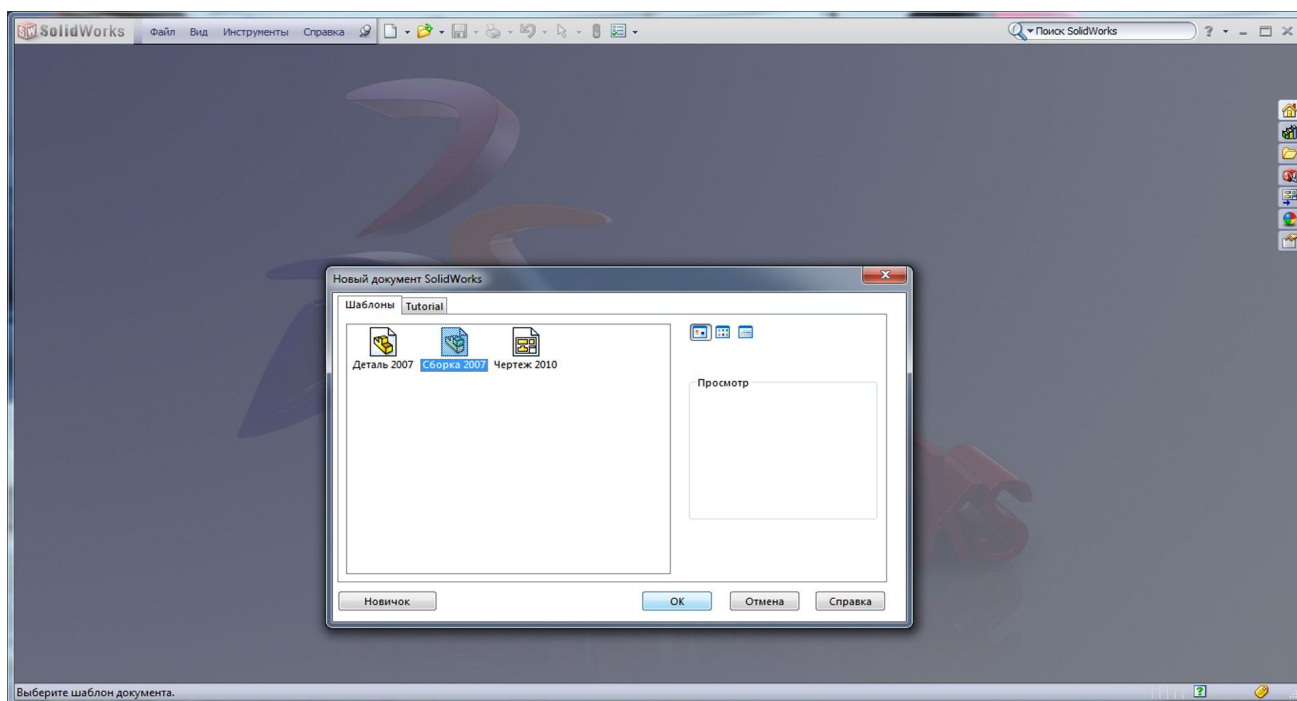 SolidWorks Файл Вид Инструменты Справка Поиск SolidWorks ?
Новый документ SolidWorks
Шаблоны Tutorial
Деталь 2007 Сборка 2007 Чертеж 2010
Просмотр
Новичок ОК Отмена Справка
Выберите шаблон документа.